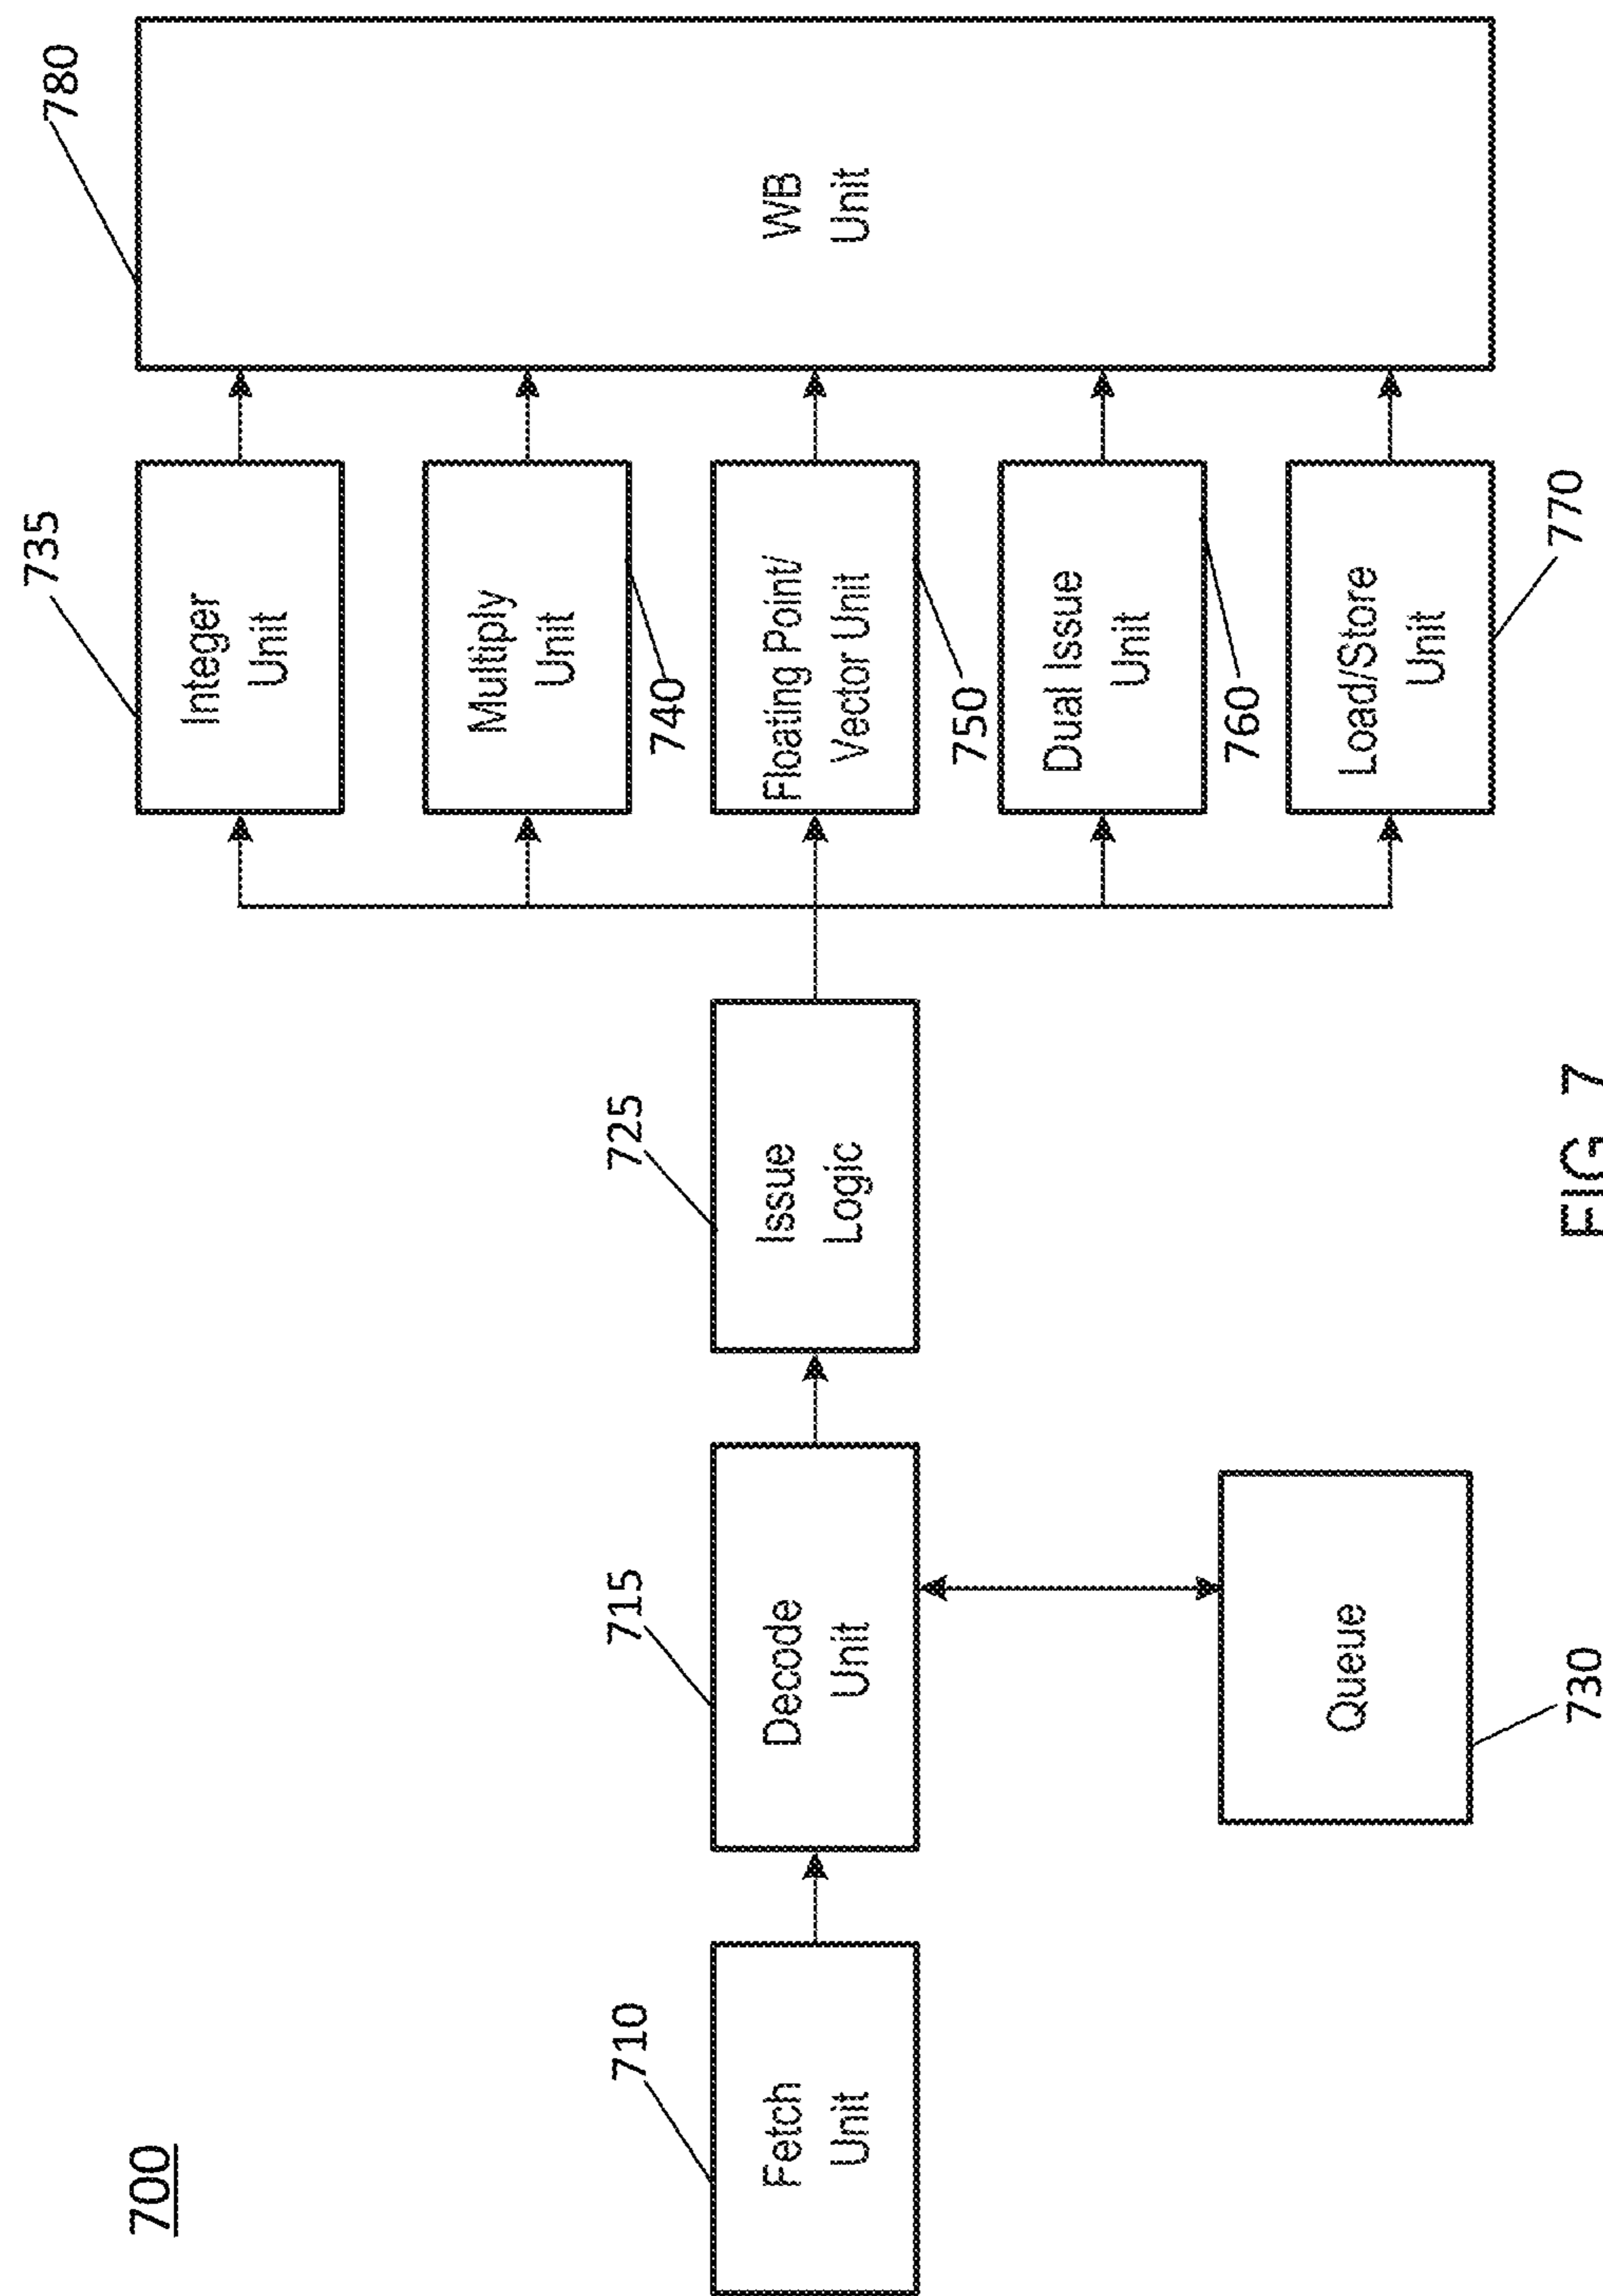 700
710
Fetch
Unit
715
Decode
Unit
Queue
730
725
Issue
Logic
735
Integer
Unit
Multiply
Unit
740
Floating Point/
Vector Unit
750
Dual Issue
Unit
760
Load/Store
Unit
770
780
WB
Unit
FIG. 7